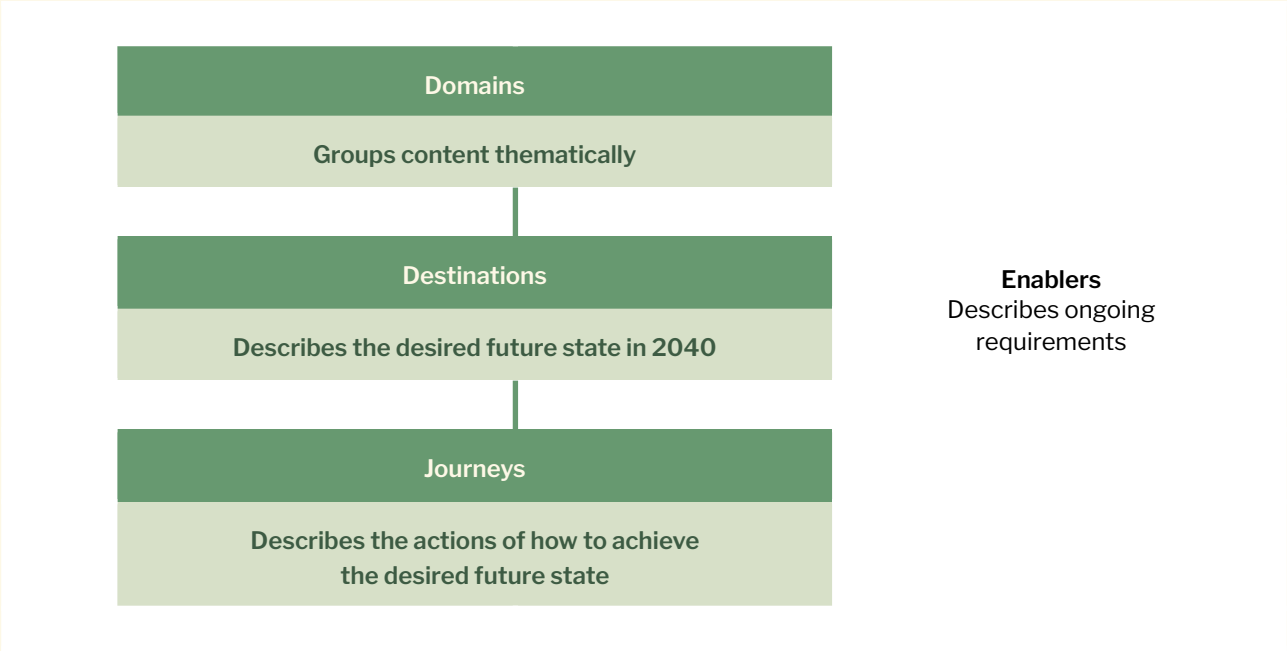 Domains
Groups content thematically
Destinations
Describes the desired future state in 2040
Journeys
Describes the actions of how to achieve
the desired future state
Enablers
Describes ongoing
requirements